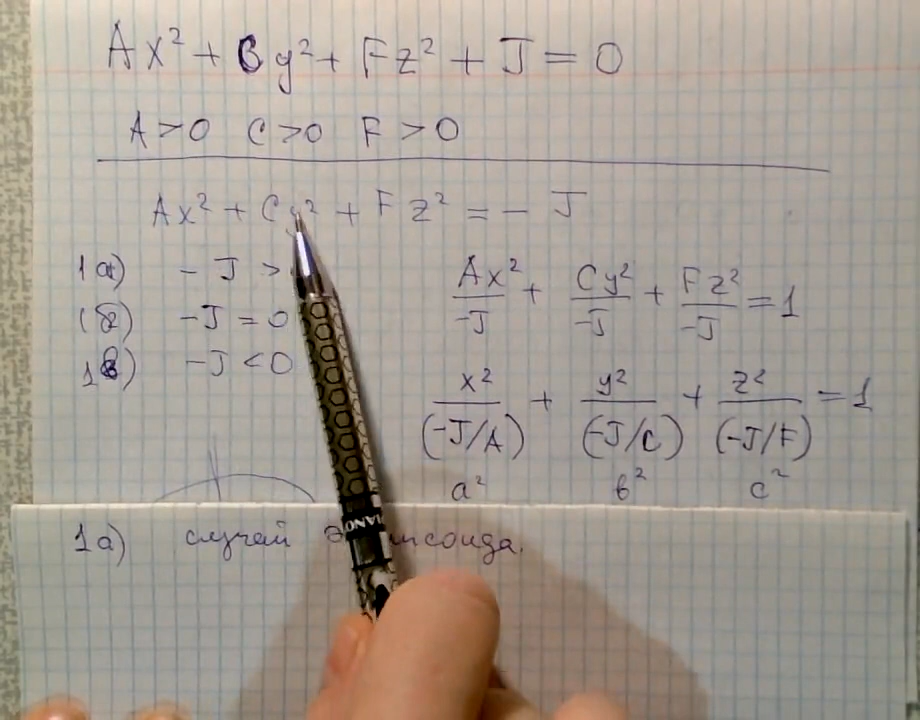 Ax² + Cy² + Fz² + J = 0
A > 0 C > 0 F > 0
Ax² + Cy² + Fz² = - J
1а) - J >
Ax²/-J + Cy²/-J + Fz²/-J = 1
1б) -J = 0
1в) -J < 0
x²/(-J/A) + y²/(-J/C) + z²/(-J/F) = 1
a² b² c²
1а) случай